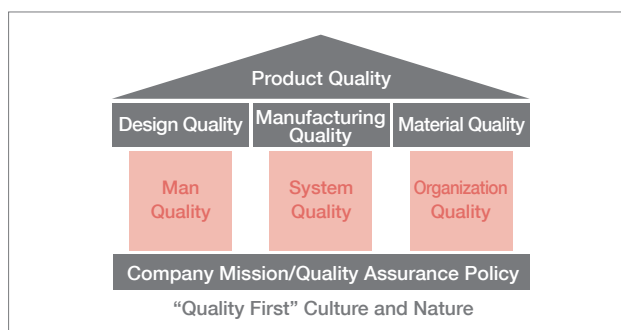 Product Quality
Design Quality
Manufacturing
Quality
Material Quality
Man
Quality
System
Quality
Organization
Quality
Company Mission/Quality Assurance Policy
“Quality First” Culture and Nature